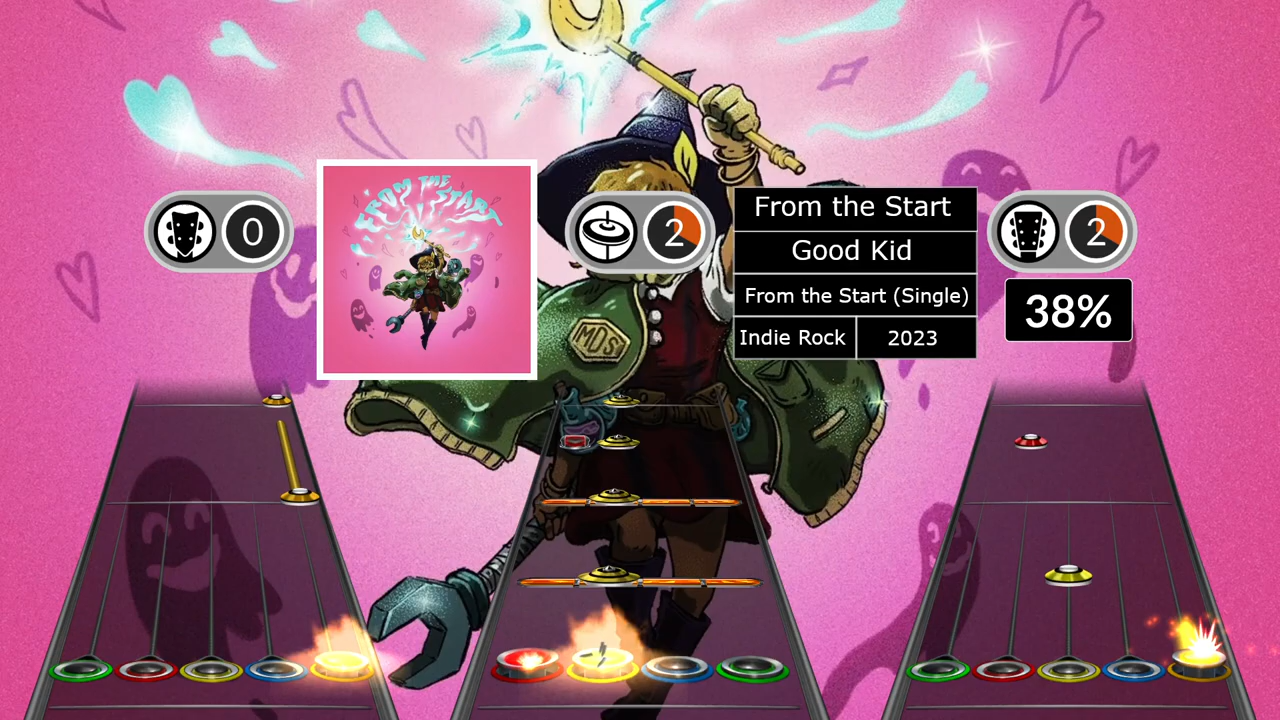 FROM THE START
0
2
2
From the Start
Good Kid
From the Start (Single)
Indie Rock
2023
38%
MDS